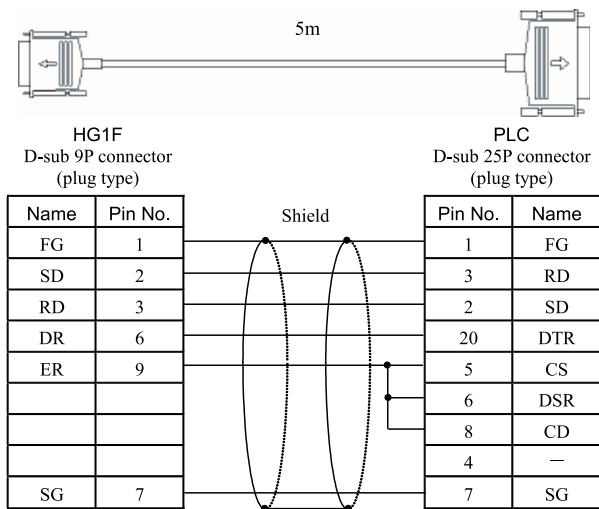 5m
HG1F
D-sub 9P connector
(plug type)
PLC
D-sub 25P connector
(plug type)
Name Pin No. Shield Pin No. Name
FG 1 1 FG
SD 2 3 RD
RD 3 2 SD
DR 6 20 DTR
ER 9 5 CS
6 DSR
8 CD
4 —
SG 7 7 SG